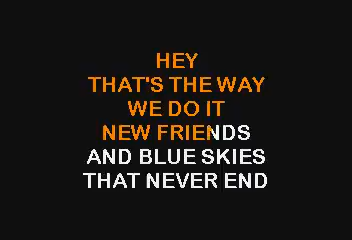 HEY
THAT'S THE WAY
WE DO IT
NEW FRIENDS
AND BLUE SKIES
THAT NEVER END